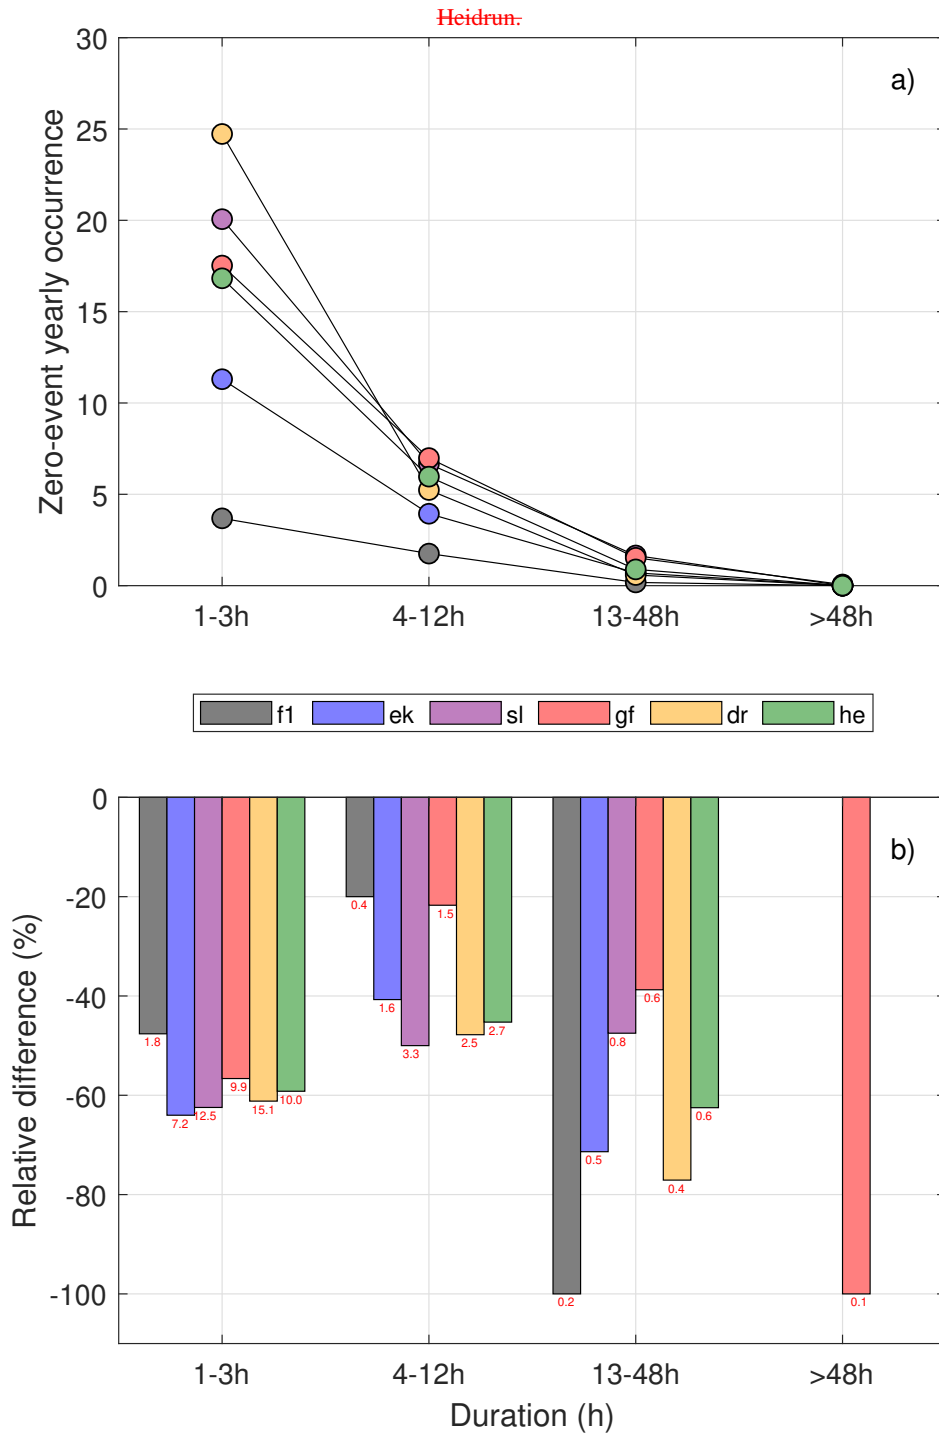 Heidrun.
30
a)
25
20
15
10
5
0
Zero-event yearly occurrence
1-3h 4-12h 13-48h >48h
f1 ek sl gf dr he
0
b)
-20
-40
-60
-80
-100
Relative difference (%)
1.8 7.2 12.5 9.9 15.1 10.0
0.4 1.6 3.3 1.5 2.5 2.7
0.2 0.5 0.8 0.6 0.4 0.6
0.1
1-3h 4-12h 13-48h >48h
Duration (h)